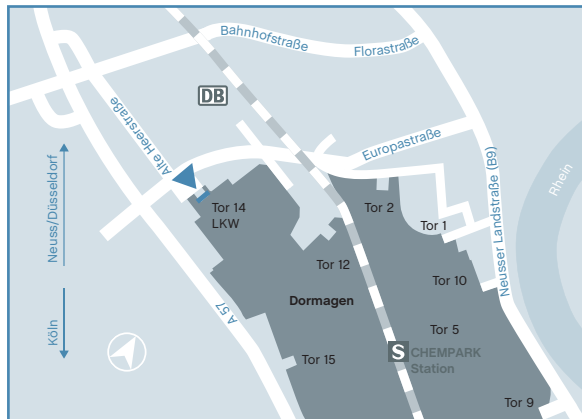 Bahnhofstraße
Florastraße
DB
Alte Heerstraße
Europastraße
Neusser Landstraße (B9)
Rhein
Neuss/Düsseldorf
Köln
Tor 14
LKW
Tor 2
Tor 1
Tor 12
Tor 10
Dormagen
A 57
Tor 5
S CHEMPARK
Station
Tor 15
Tor 9